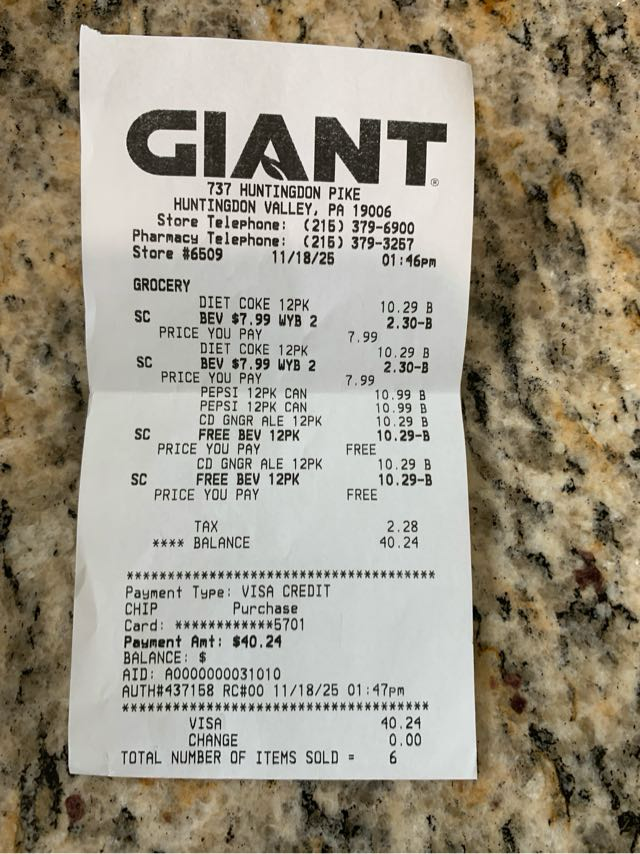 GIANT®
737 HUNTINGDON PIKE
HUNTINGDON VALLEY, PA 19006
Store Telephone: (215) 379-6900
Pharmacy Telephone: (215) 379-3257
Store #6509 11/18/25 01:46pm
GROCERY
DIET COKE 12PK 10.29 B
SC BEV $7.99 WYB 2 2.30-B
PRICE YOU PAY 7.99
DIET COKE 12PK 10.29 B
SC BEV $7.99 WYB 2 2.30-B
PRICE YOU PAY 7.99
PEPSI 12PK CAN 10.99 B
PEPSI 12PK CAN 10.99 B
CD GNGR ALE 12PK 10.29 B
SC FREE BEV 12PK 10.29-B
PRICE YOU PAY FREE
CD GNGR ALE 12PK 10.29 B
SC FREE BEV 12PK 10.29-B
PRICE YOU PAY FREE
TAX 2.28
**** BALANCE 40.24
************************************
Payment Type: VISA CREDIT
CHIP Purchase
Card: ************5701
Payment Amt: $40.24
BALANCE: $
AID: A0000000031010
AUTH#437158 RC#00 11/18/25 01:47pm
************************************
VISA 40.24
CHANGE 0.00
TOTAL NUMBER OF ITEMS SOLD = 6